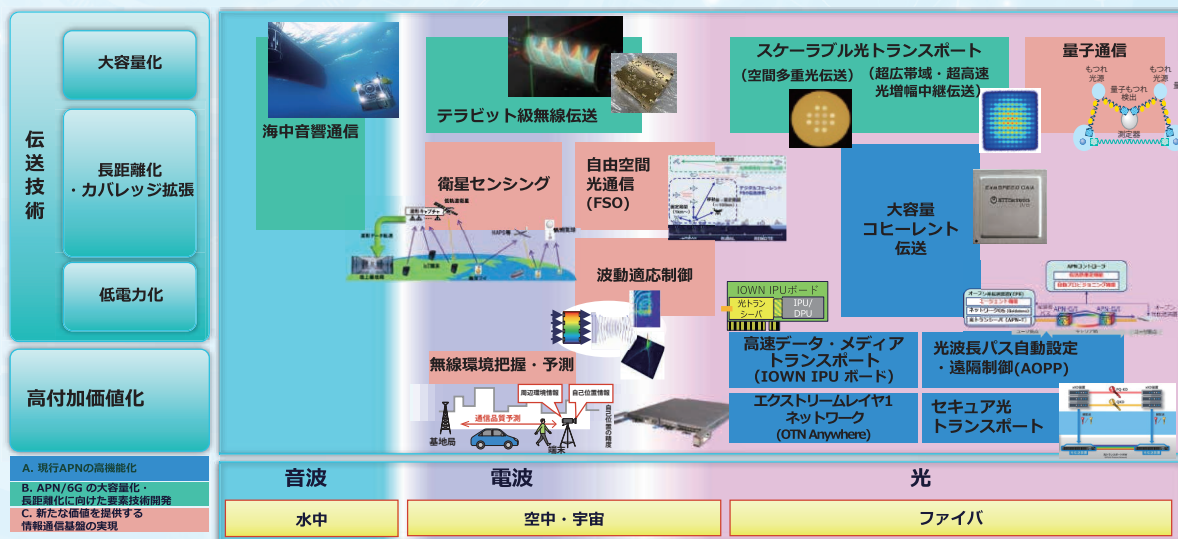 伝送技術
大容量化
長距離化
・カバレッジ拡張
低電力化
高付加価値化
A. 現行APNの高機能化
B. APN/6G の大容量化・
長距離化に向けた要素技術開発
C. 新たな価値を提供する
情報通信基盤の実現
海中音響通信
テラビット級無線伝送
衛星センシング
自由空間
光通信
(FSO)
波動適応制御
無線環境把握・予測
周辺環境情報
自己位置情報
通信品質予測
自己位置の精度
基地局
端末
スケーラブル光トランスポート
(空間多重光伝送)
(超広帯域・超高速
光増幅中継伝送)
量子通信
もつれ
光源
もつれ
光源
量子もつれ
検出
測定器
大容量
コヒーレント
伝送
IOWN IPUボード
光トラン
シーバ
IPU/
DPU
高速データ・メディア
トランスポート
(IOWN IPU ボード)
光波長パス自動設定
・遠隔制御(AOPP)
エクストリームレイヤ1
ネットワーク
(OTN Anywhere)
セキュア光
トランスポート
APNコントローラ
音波
電波
光
水中
空中・宇宙
ファイバ